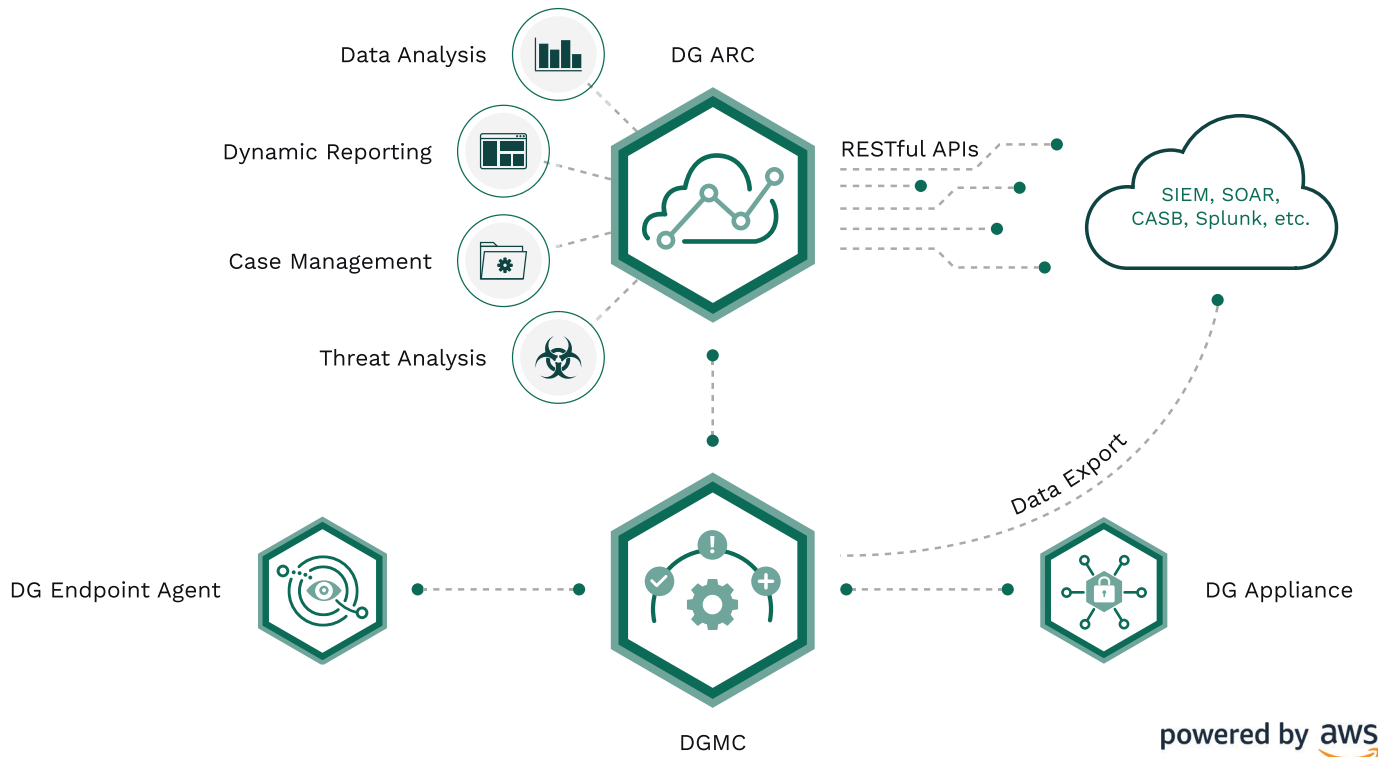 Data Analysis
DG ARC
Dynamic Reporting
RESTful APIs
SIEM, SOAR,
CASB, Splunk, etc.
Case Management
Threat Analysis
Data Export
DG Endpoint Agent
DG Appliance
DGMC
powered by aws